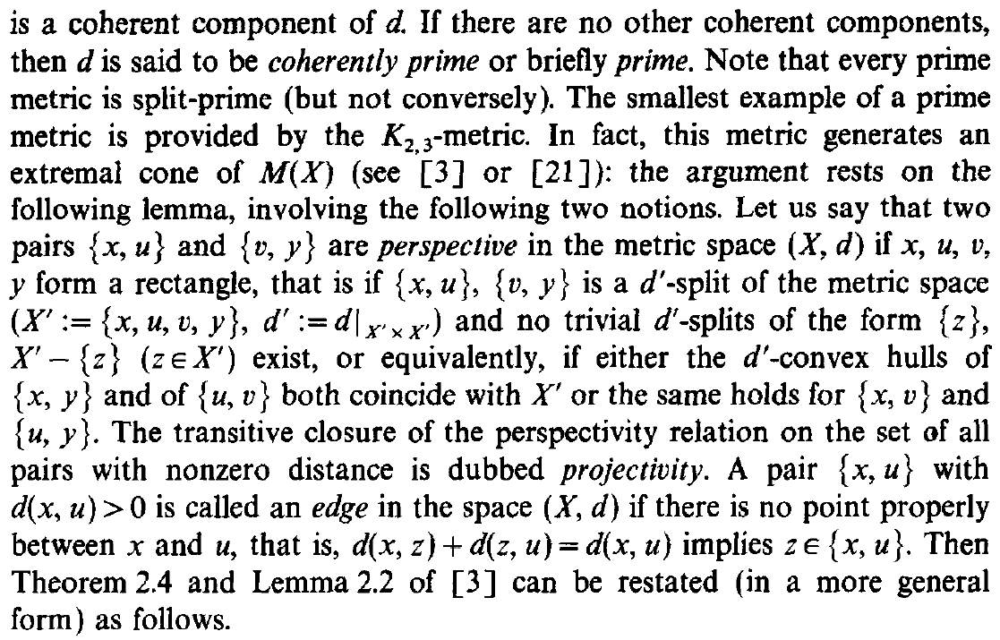 is a coherent component of d. If there are no other coherent components,
then d is said to be coherently prime or briefly prime. Note that every prime
metric is split-prime (but not conversely). The smallest example of a prime
metric is provided by the K_{2,3}-metric. In fact, this metric generates an
extremal cone of M(X) (see [3] or [21]): the argument rests on the
following lemma, involving the following two notions. Let us say that two
pairs {x, u} and {v, y} are perspective in the metric space (X, d) if x, u, v,
y form a rectangle, that is if {x, u}, {v, y} is a d'-split of the metric space
(X' := {x, u, v, y}, d' := d|_{X' × X'}) and no trivial d'-splits of the form {z},
X' − {z} (z ∈ X') exist, or equivalently, if either the d'-convex hulls of
{x, y} and of {u, v} both coincide with X' or the same holds for {x, v} and
{u, y}. The transitive closure of the perspectivity relation on the set of all
pairs with nonzero distance is dubbed projectivity. A pair {x, u} with
d(x, u) > 0 is called an edge in the space (X, d) if there is no point properly
between x and u, that is, d(x, z) + d(z, u) = d(x, u) implies z ∈ {x, u}. Then
Theorem 2.4 and Lemma 2.2 of [3] can be restated (in a more general
form) as follows.